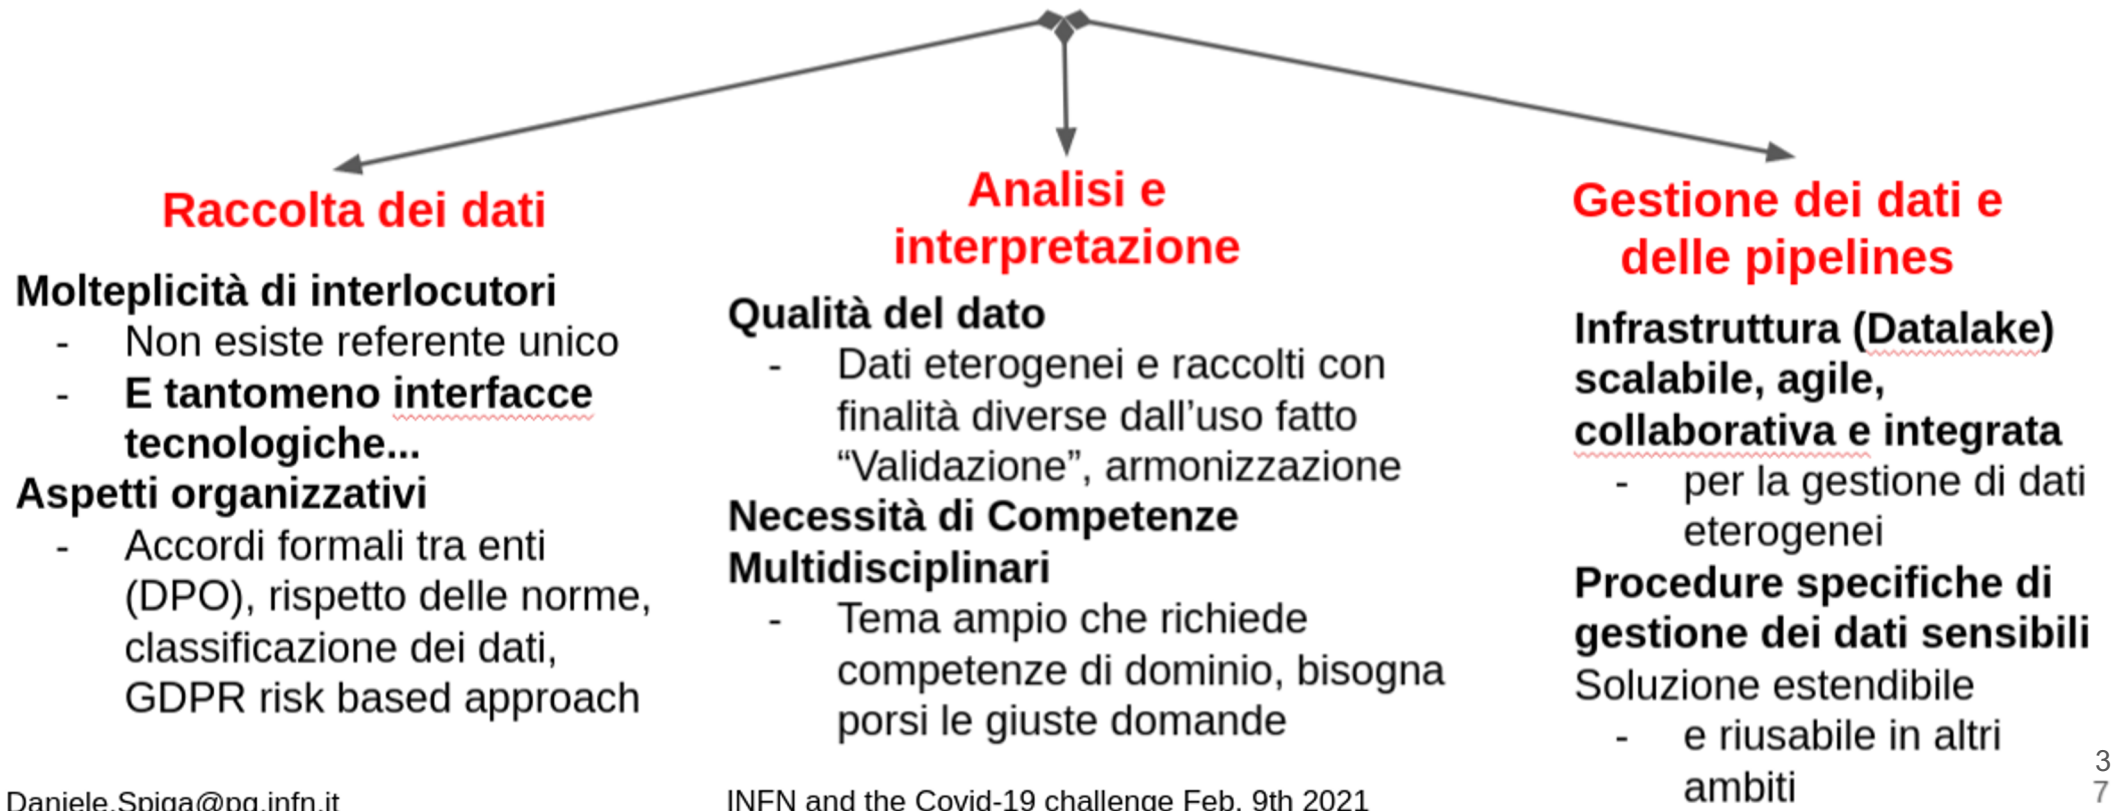 Raccolta dei dati
Molteplicità di interlocutori
- Non esiste referente unico
- E tantomeno interfacce
tecnologiche...
Aspetti organizzativi
- Accordi formali tra enti
(DPO), rispetto delle norme,
classificazione dei dati,
GDPR risk based approach
Analisi e
interpretazione
Qualità del dato
- Dati eterogenei e raccolti con
finalità diverse dall’uso fatto
“Validazione”, armonizzazione
Necessità di Competenze
Multidisciplinari
- Tema ampio che richiede
competenze di dominio, bisogna
porsi le giuste domande
Gestione dei dati e
delle pipelines
Infrastruttura (Datalake)
scalabile, agile,
collaborativa e integrata
- per la gestione di dati
eterogenei
Procedure specifiche di
gestione dei dati sensibili
Soluzione estendibile
- e riusabile in altri
ambiti
Daniele.Spiga@pg.infn.it
INFN and the Covid-19 challenge Feb. 9th 2021
3
7